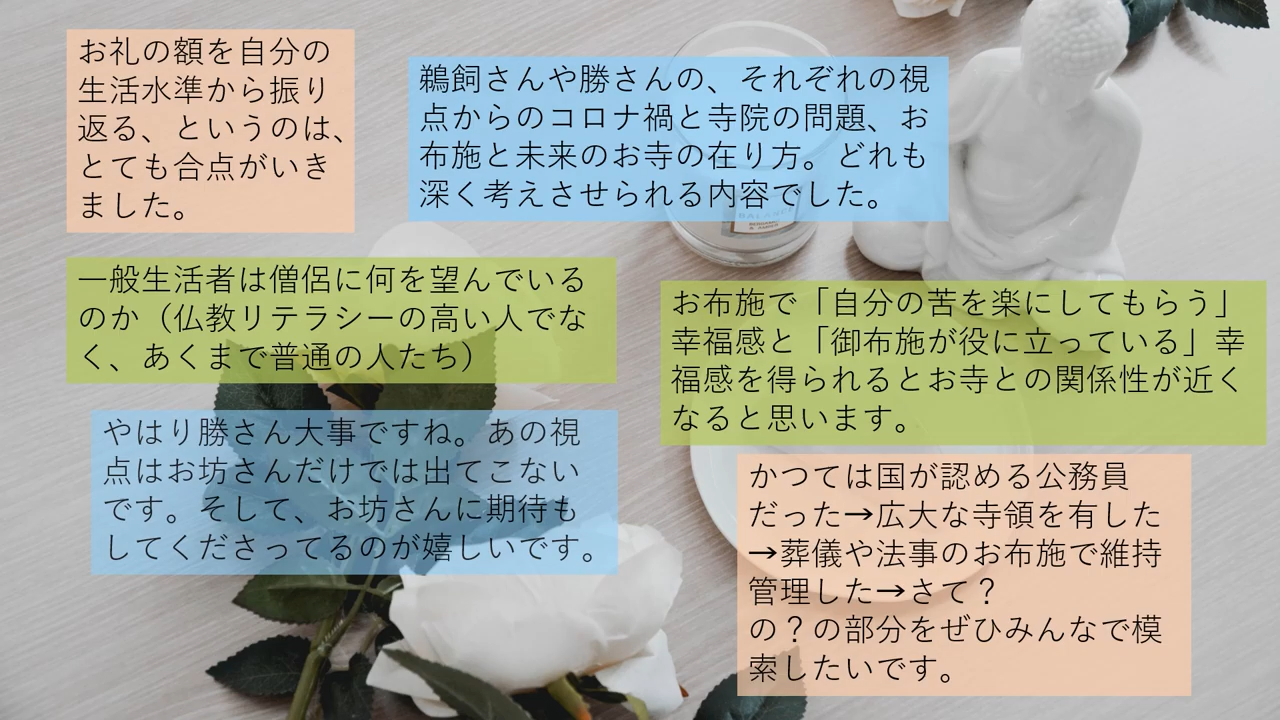 お礼の額を自分の
生活水準から振り
返る、というのは、
とても合点がいき
ました。
鵜飼さんや勝さんの、それぞれの視
点からのコロナ禍と寺院の問題、お
布施と未来のお寺の在り方。どれも
深く考えさせられる内容でした。
BALANCE
一般生活者は僧侶に何を望んでいる
のか（仏教リテラシーの高い人でな
く、あくまで普通の人たち）
お布施で「自分の苦を楽にしてもらう」
幸福感と「御布施が役に立っている」幸
福感を得られるとお寺との関係性が近く
なると思います。
やはり勝さん大事ですね。あの視
点はお坊さんだけでは出てこない
です。そして、お坊さんに期待も
してくださってるのが嬉しいです。
かつては国が認める公務員
だった→広大な寺領を有した
→葬儀や法事のお布施で維持
管理した→さて？
の？の部分をぜひみんなで模
索したいです。